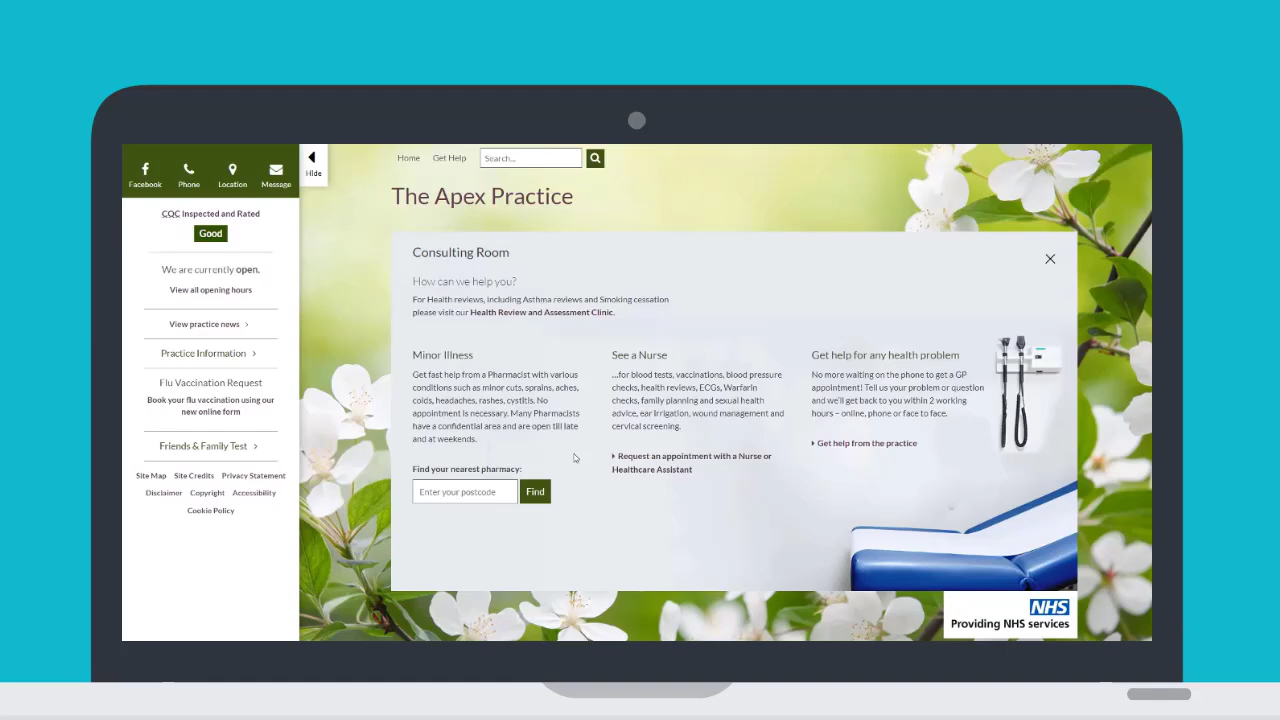 Facebook
Phone
Location
Message
Hide
CQC Inspected and Rated
Good
We are currently open.
View all opening hours
View practice news
Practice Information
Flu Vaccination Request
Book your flu vaccination using our
new online form
Friends & Family Test
Site Map Site Credits Privacy Statement
Disclaimer Copyright Accessibility
Cookie Policy
Home Get Help Search...
The Apex Practice
Consulting Room
How can we help you?
For Health reviews, including Asthma reviews and Smoking cessation
please visit our Health Review and Assessment Clinic.
Minor Illness
Get fast help from a Pharmacist with various
conditions such as minor cuts, sprains, aches,
colds, headaches, rashes, cystitis. No
appointment is necessary. Many Pharmacists
have a confidential area and are open till late
and at weekends.
Find your nearest pharmacy:
Enter your postcode Find
See a Nurse
...for blood tests, vaccinations, blood pressure
checks, health reviews, ECGs, Warfarin
checks, family planning and sexual health
advice, ear irrigation, wound management and
cervical screening.
Request an appointment with a Nurse or
Healthcare Assistant
Get help for any health problem
No more waiting on the phone to get a GP
appointment! Tell us your problem or question
and we'll get back to you within 2 working
hours – online, phone or face to face.
Get help from the practice
NHS
Providing NHS services